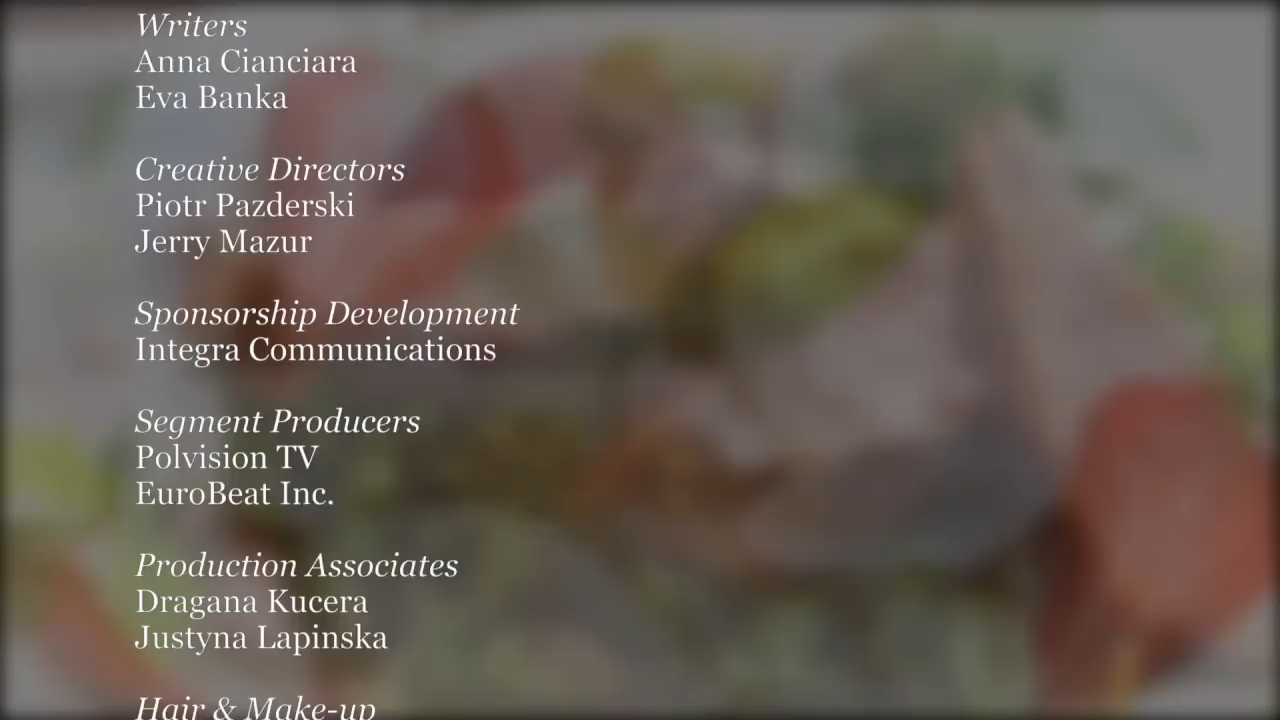 Writers
Anna Cianciara
Eva Banka
Creative Directors
Piotr Pazderski
Jerry Mazur
Sponsorship Development
Integra Communications
Segment Producers
Polvision TV
EuroBeat Inc.
Production Associates
Dragana Kucera
Justyna Lapinska
Hair & Make-up